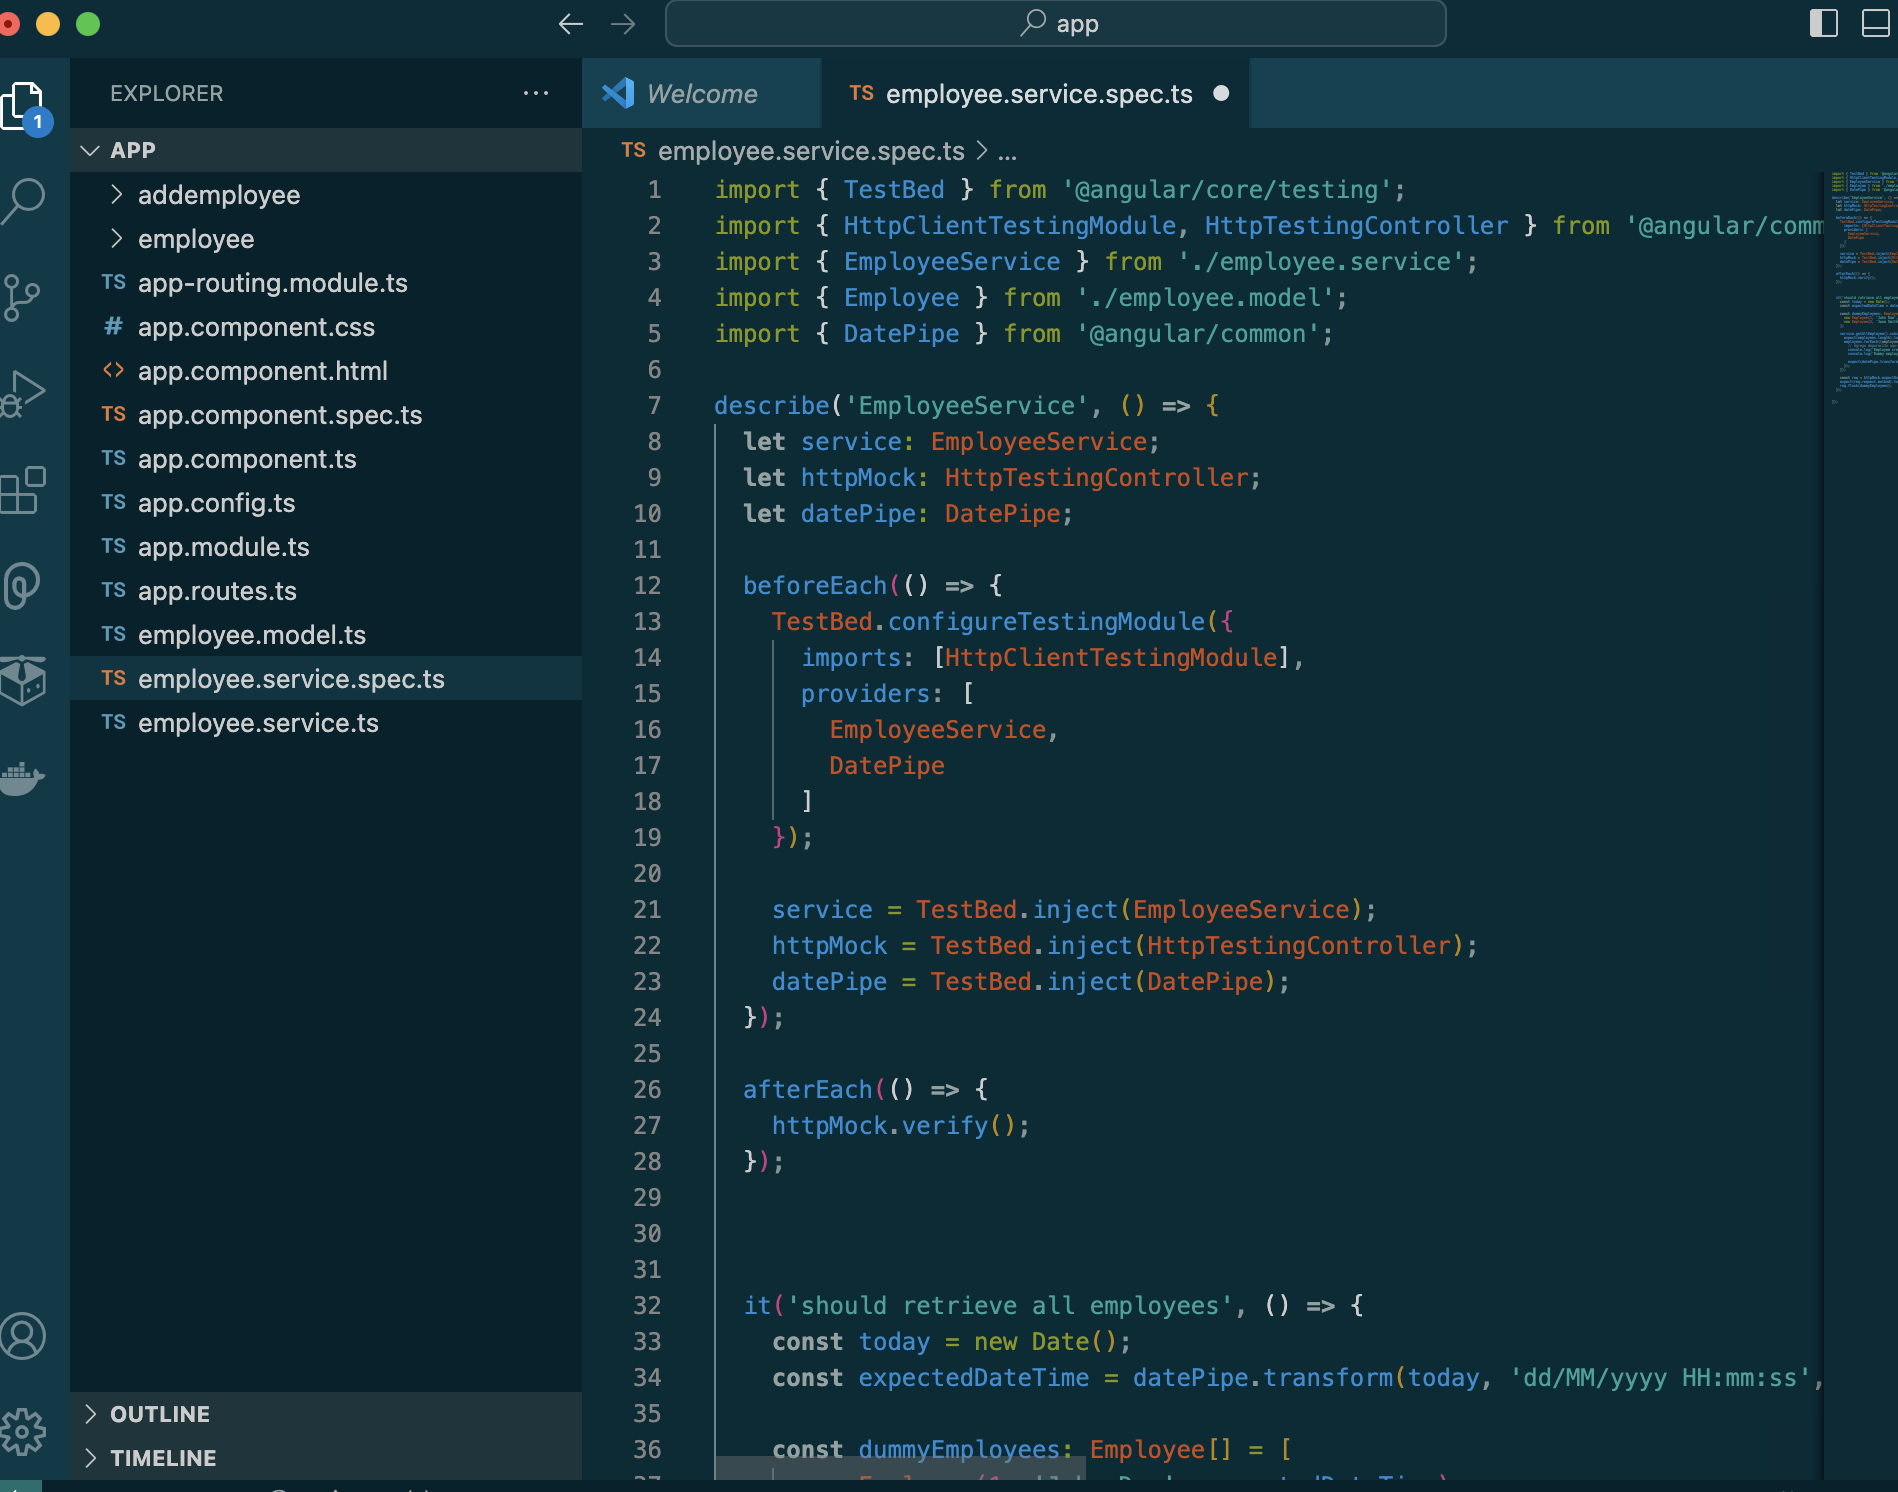 app
EXPLORER
...
Welcome
TS employee.service.spec.ts
1
APP
TS employee.service.spec.ts > ...
addemployee
employee
TS app-routing.module.ts
# app.component.css
<> app.component.html
TS app.component.spec.ts
TS app.component.ts
TS app.config.ts
TS app.module.ts
TS app.routes.ts
TS employee.model.ts
TS employee.service.spec.ts
TS employee.service.ts
OUTLINE
TIMELINE
1 import { TestBed } from '@angular/core/testing';
2 import { HttpClientTestingModule, HttpTestingController } from '@angular/comm
3 import { EmployeeService } from './employee.service';
4 import { Employee } from './employee.model';
5 import { DatePipe } from '@angular/common';
6
7 describe('EmployeeService', () => {
8 let service: EmployeeService;
9 let httpMock: HttpTestingController;
10 let datePipe: DatePipe;
11
12 beforeEach(() => {
13 TestBed.configureTestingModule({
14 imports: [HttpClientTestingModule],
15 providers: [
16 EmployeeService,
17 DatePipe
18 ]
19 });
20
21 service = TestBed.inject(EmployeeService);
22 httpMock = TestBed.inject(HttpTestingController);
23 datePipe = TestBed.inject(DatePipe);
24 });
25
26 afterEach(() => {
27 httpMock.verify();
28 });
29
30
31
32 it('should retrieve all employees', () => {
33 const today = new Date();
34 const expectedDateTime = datePipe.transform(today, 'dd/MM/yyyy HH:mm:ss',
35
36 const dummyEmployees: Employee[] = [